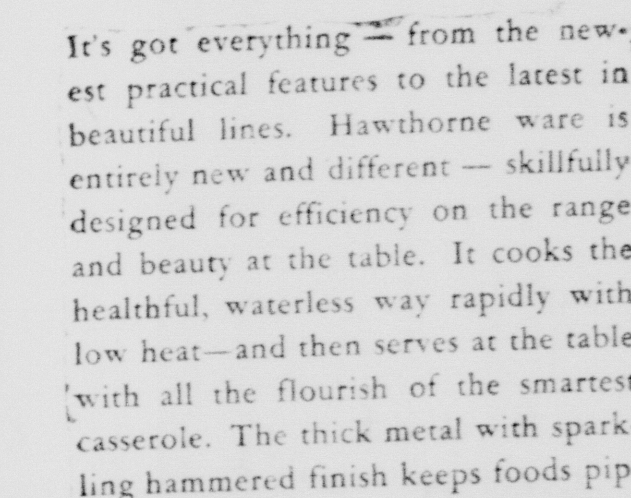 It's got everything — from the new-
est practical features to the latest in
beautiful lines. Hawthorne ware is
entirely new and different — skillfully
designed for efficiency on the range
and beauty at the table. It cooks the
healthful, waterless way rapidly with
low heat—and then serves at the table
with all the flourish of the smartest
casserole. The thick metal with spark
ling hammered finish keeps foods pip